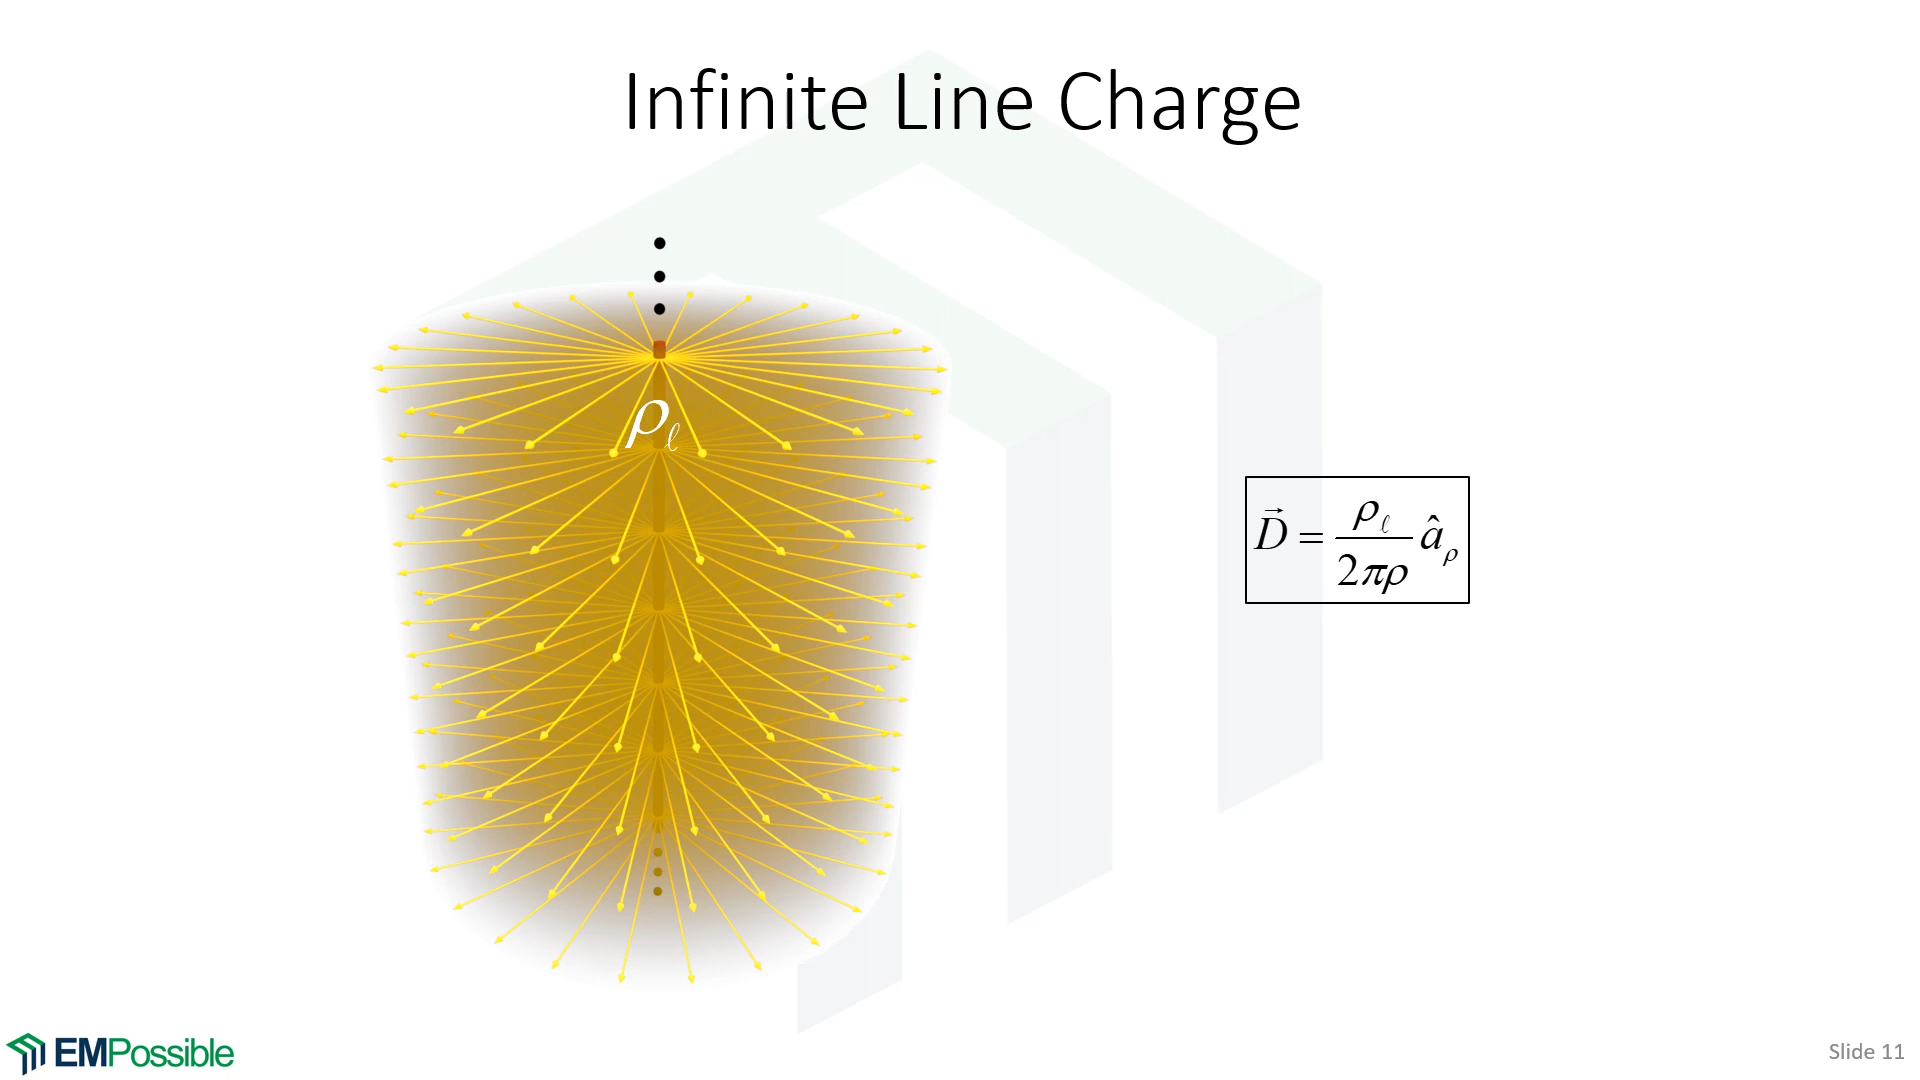 Infinite Line Charge
ρℓ
D⃗ = ρℓ / 2πρ âρ
EMPossible
Slide 11